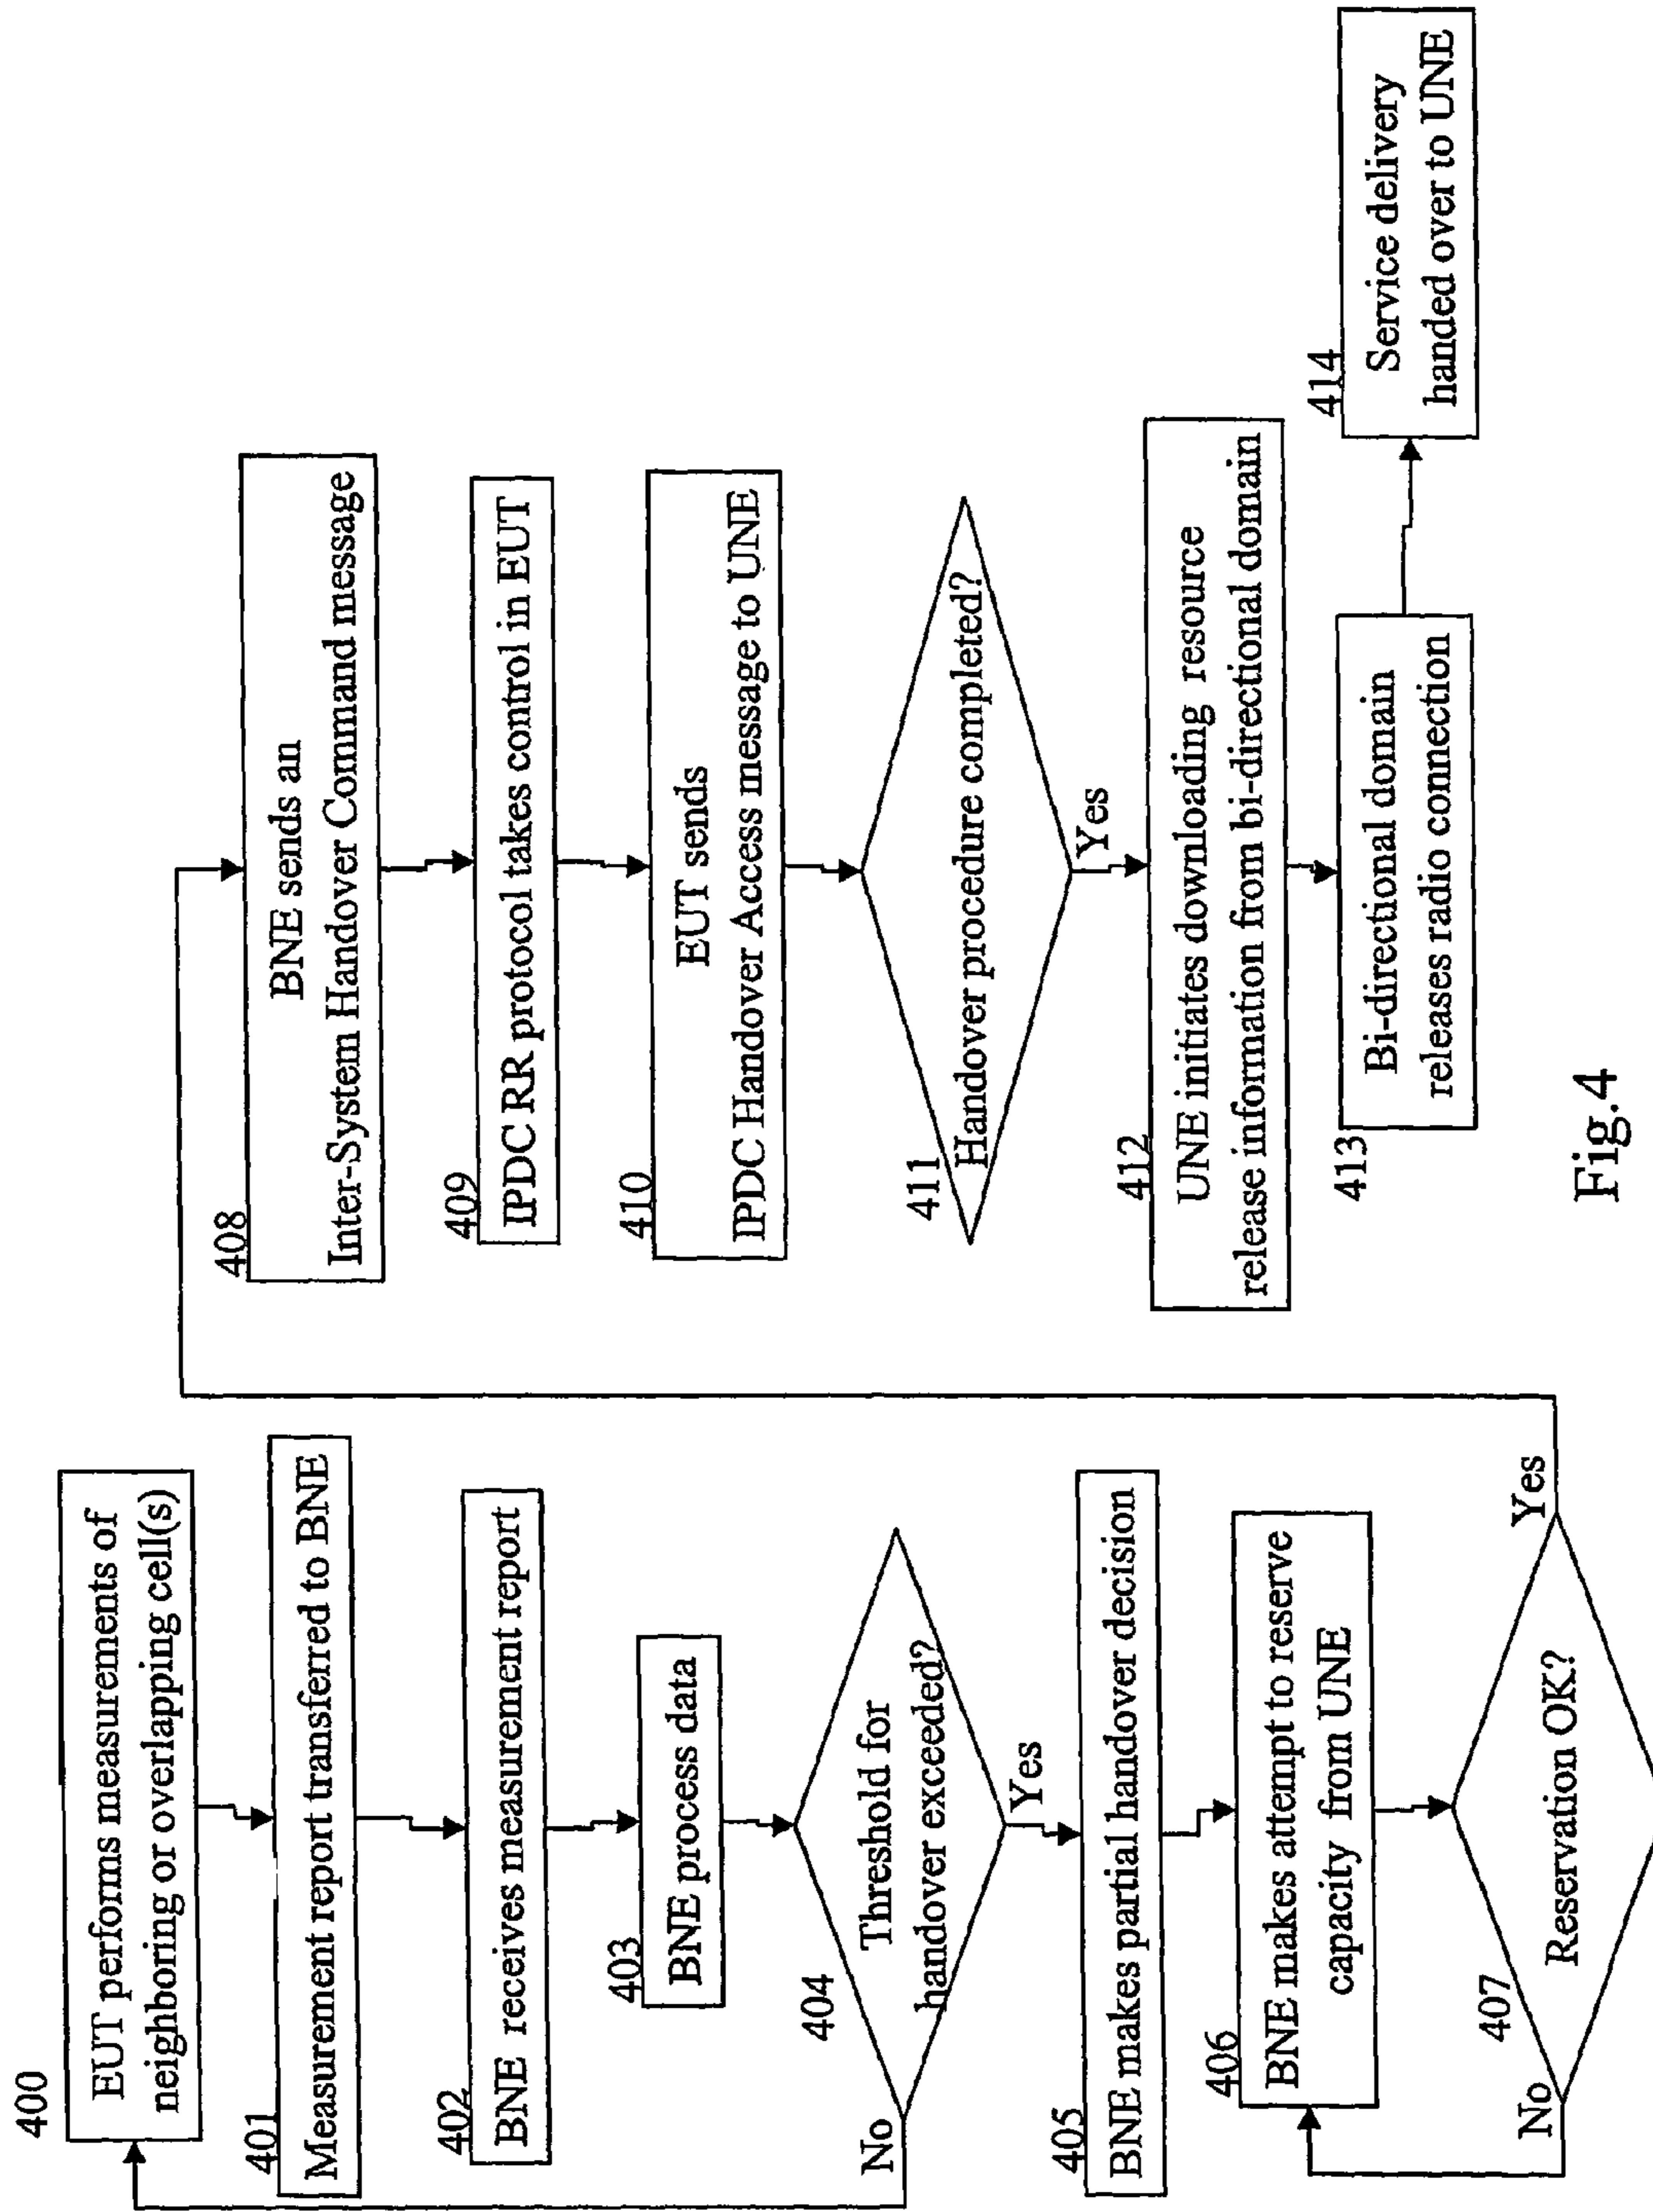 400
EUT performs measurements of
neighboring or overlapping cell(s)
401
Measurement report transferred to BNE
402
BNE receives measurement report
403
BNE process data
404
Threshold for
handover exceeded?
No
Yes
405
BNE makes partial handover decision
406
BNE makes attempt to reserve
capacity from UNE
407
Reservation OK?
No
Yes
408
BNE sends an
Inter-System Handover Command message
409
IPDC RR protocol takes control in EUT
410
EUT sends
IPDC Handover Access message to UNE
411
Handover procedure completed?
Yes
412
UNE initiates downloading resource
release information from bi-directional domain
413
Bi-directional domain
releases radio connection
414
Service delivery
handed over to UNE
Fig.4